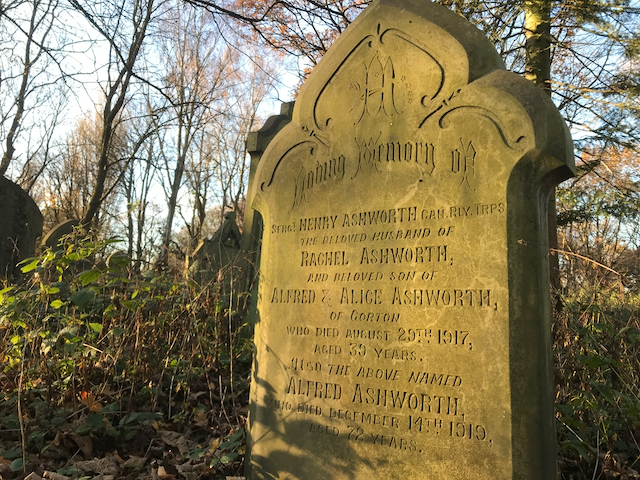 A
In Loving Memory of
SERGT HENRY ASHWORTH CAN. RLY. TRPS
THE BELOVED HUSBAND OF
RACHEL ASHWORTH;
AND BELOVED SON OF
ALFRED & ALICE ASHWORTH,
OF GORTON
WHO DIED AUGUST 29TH 1917,
AGED 39 YEARS.
ALSO THE ABOVE NAMED
ALFRED ASHWORTH,
WHO DIED DECEMBER 14TH 1919,
AGED 72 YEARS.